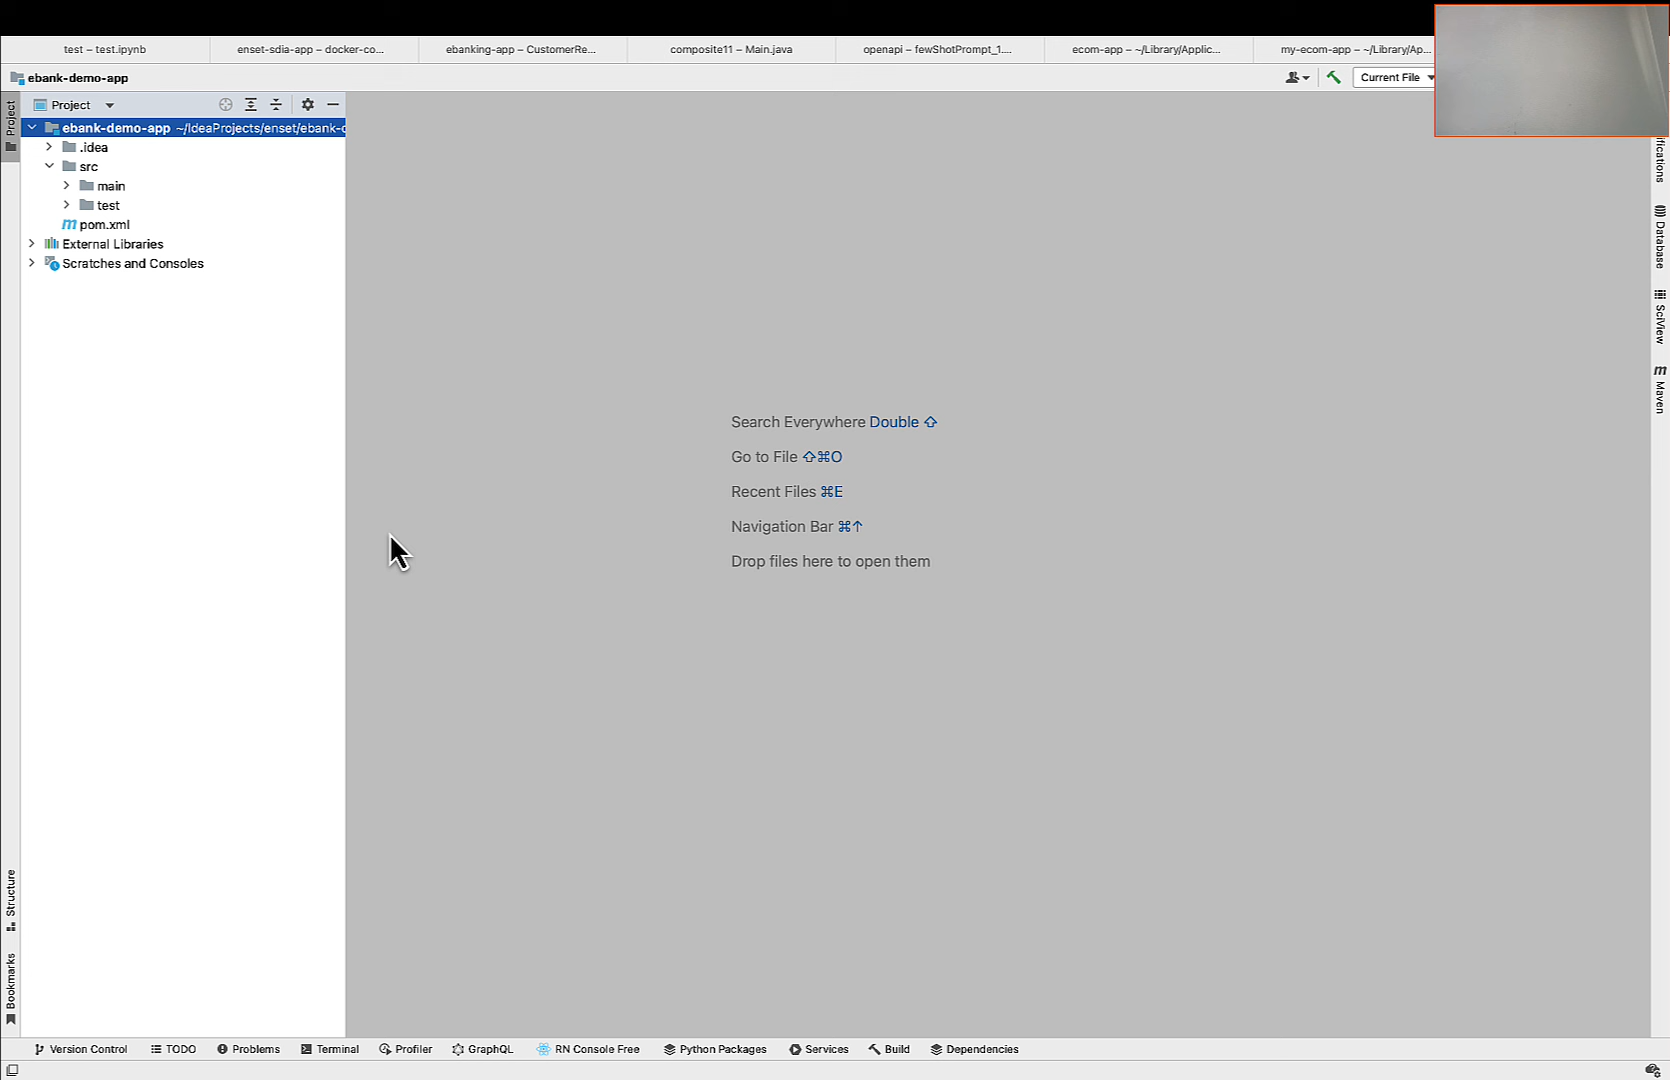 test – test.ipynb
enset-sdia-app – docker-co...
ebanking-app – CustomerRe...
composite11 – Main.java
openapi – fewShotPrompt_1....
ecom-app – ~/Library/Applic...
my-ecom-app – ~/Library/Ap...
ebank-demo-app
Current File
Project
Project
ebank-demo-app ~/IdeaProjects/enset/ebank-
.idea
src
main
test
pom.xml
External Libraries
Scratches and Consoles
Search Everywhere Double ⇧
Go to File ⇧⌘O
Recent Files ⌘E
Navigation Bar ⌘↑
Drop files here to open them
ifications
Database
SciView
m
Maven
Structure
Bookmarks
Version Control
TODO
Problems
Terminal
Profiler
GraphQL
RN Console Free
Python Packages
Services
Build
Dependencies